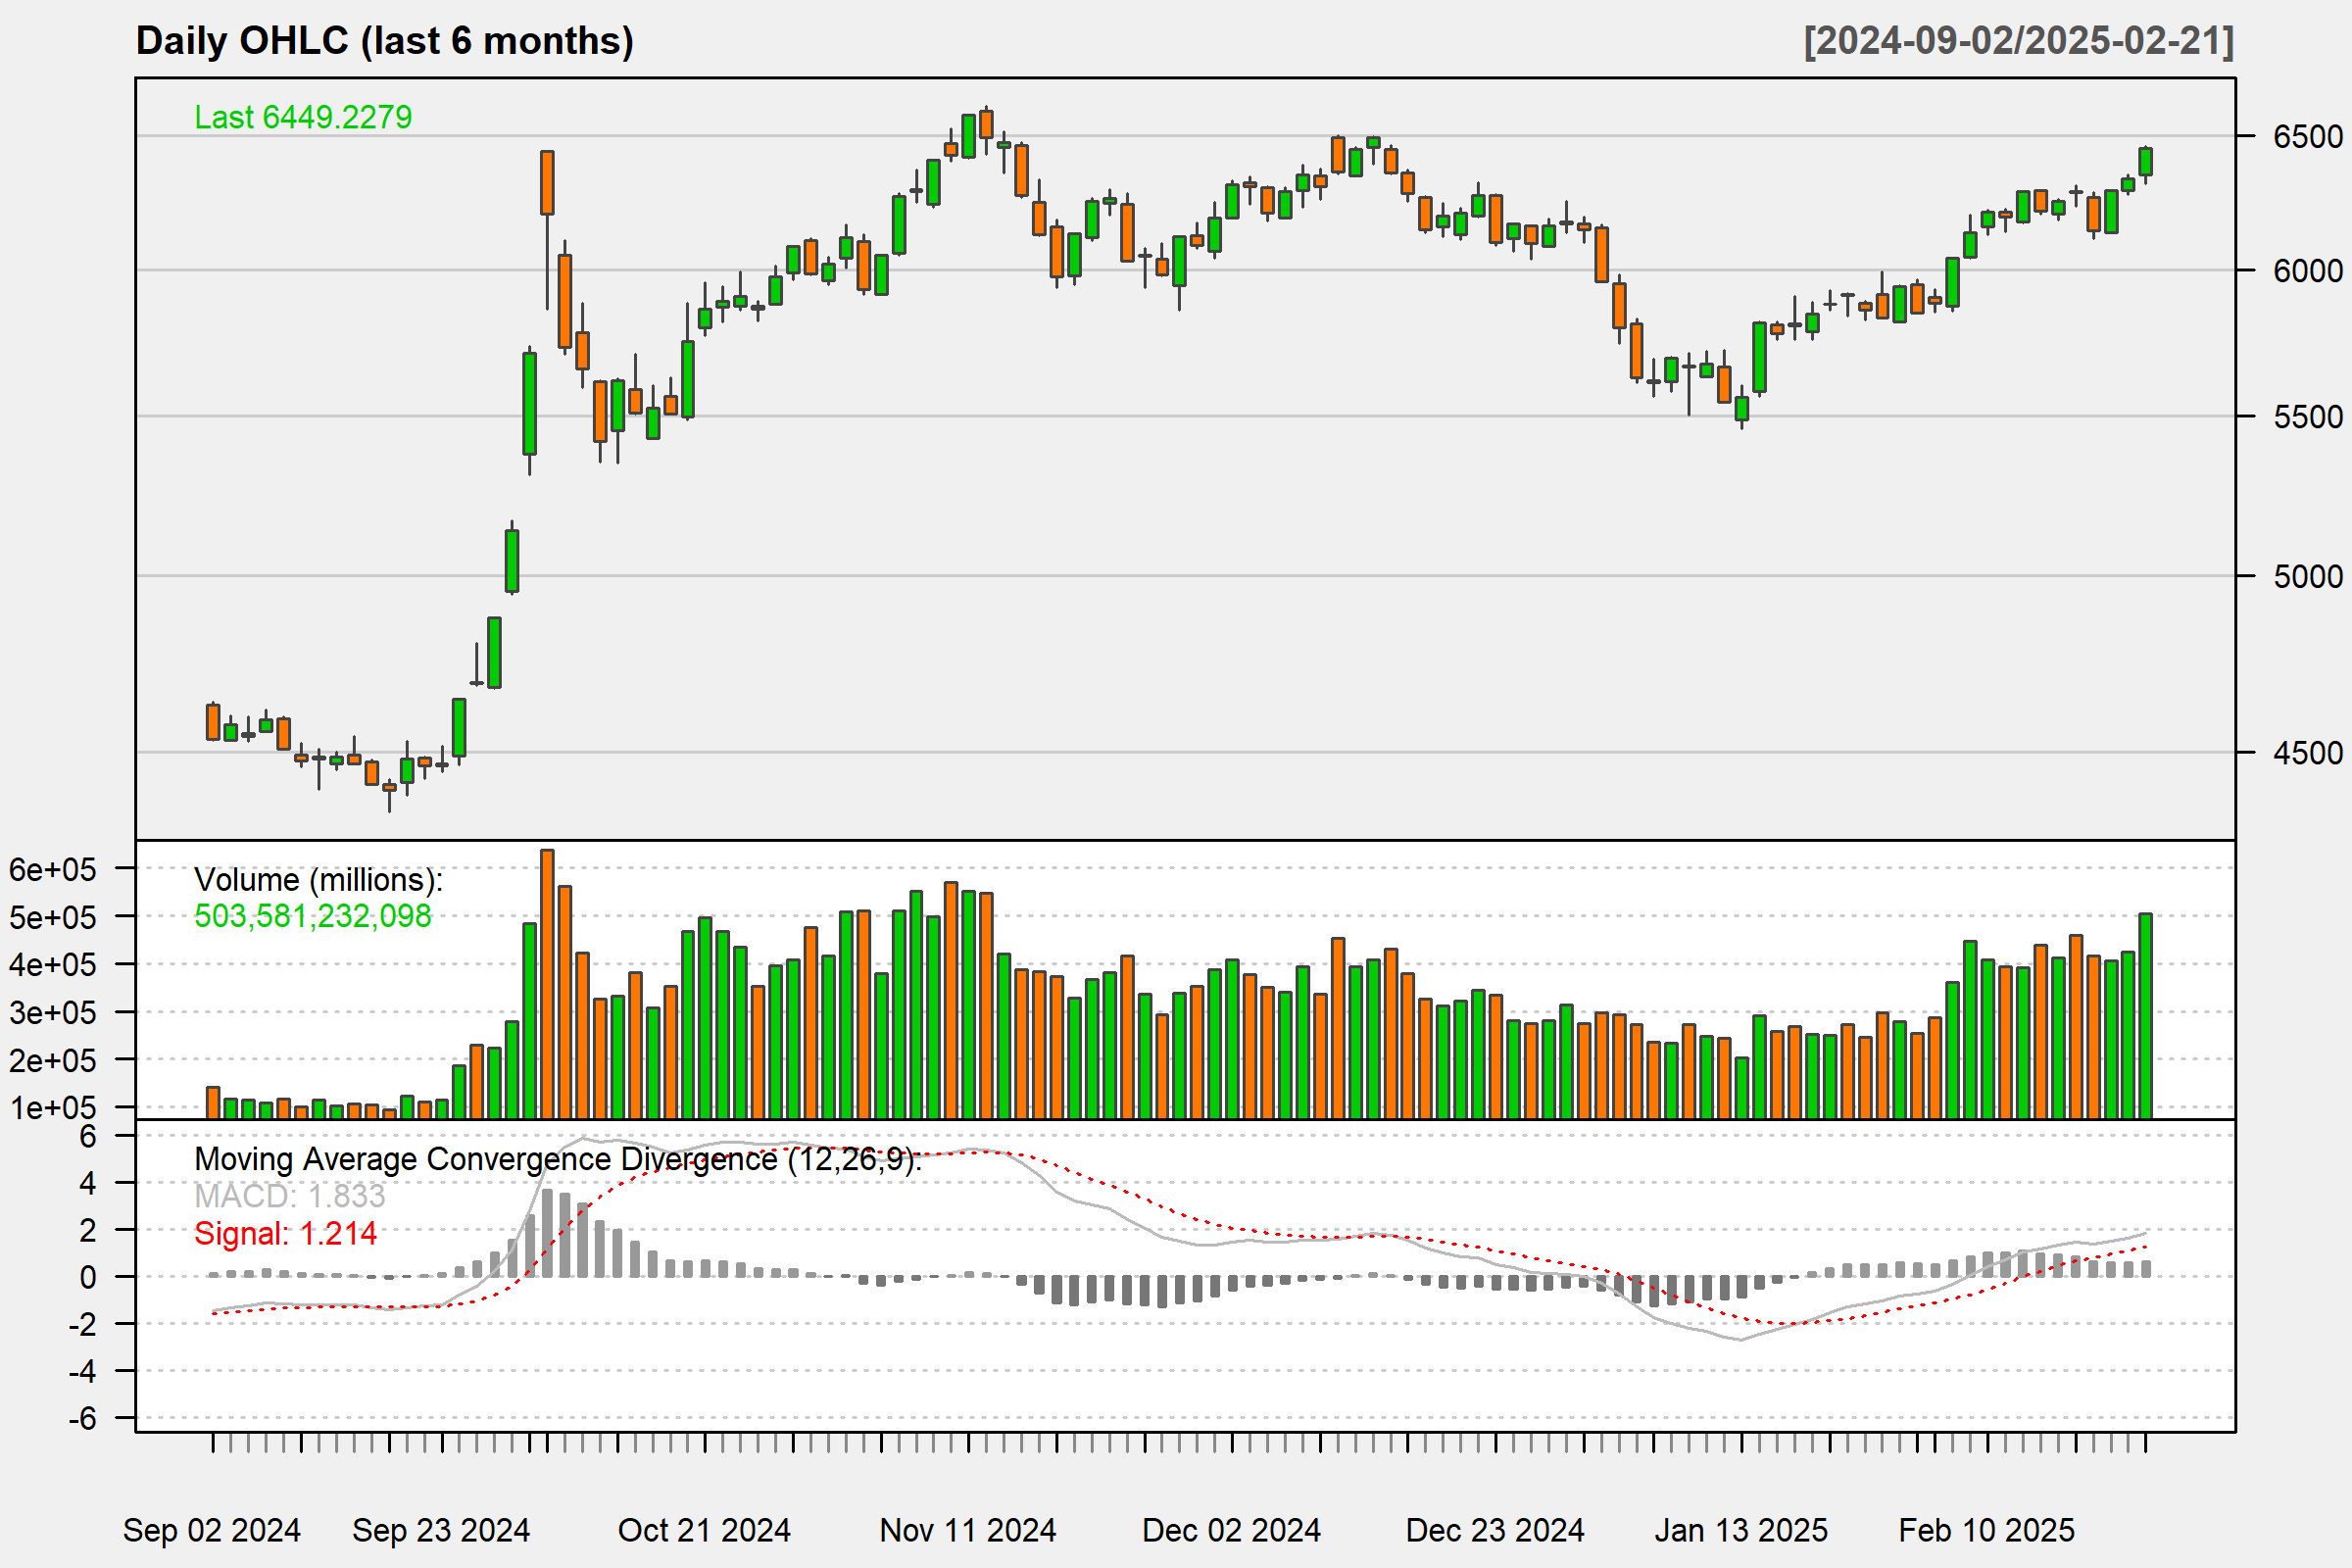 Daily OHLC (last 6 months) [2024-09-02/2025-02-21]
Last 6449.2279
6500
6000
5500
5000
4500
Volume (millions):
503,581,232,098
6e+05
5e+05
4e+05
3e+05
2e+05
1e+05
Moving Average Convergence Divergence (12,26,9):
MACD: 1.833
Signal: 1.214
6
4
2
0
-2
-4
-6
Sep 02 2024 Sep 23 2024 Oct 21 2024 Nov 11 2024 Dec 02 2024 Dec 23 2024 Jan 13 2025 Feb 10 2025